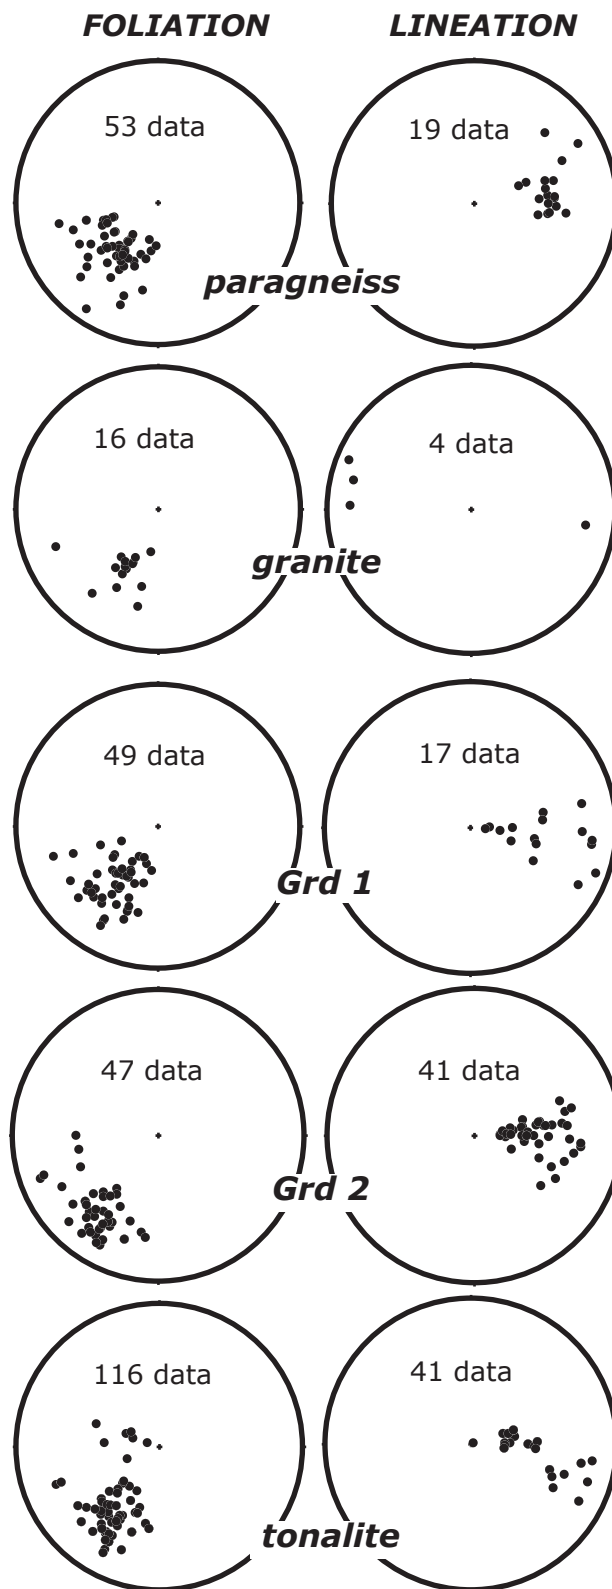 FOLIATION LINEATION
53 data 19 data
paragneiss
16 data 4 data
granite
49 data 17 data
Grd 1
47 data 41 data
Grd 2
116 data 41 data
tonalite